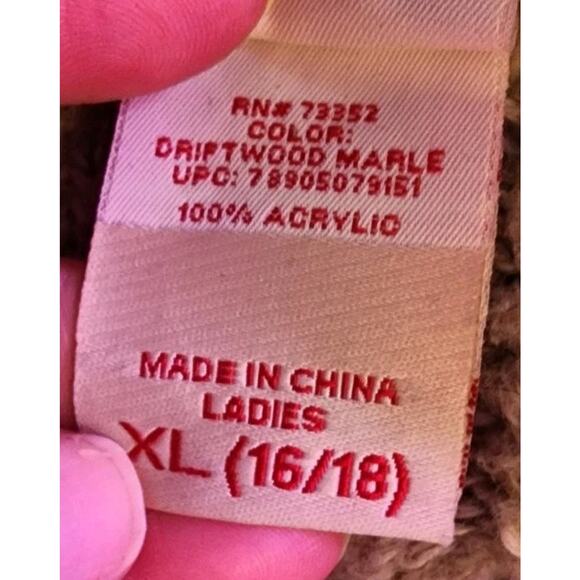 RN# 73352
COLOR:
DRIFTWOOD MARLE
UPC: 78905079151
100% ACRYLIC
MADE IN CHINA
LADIES
XL (16/18)